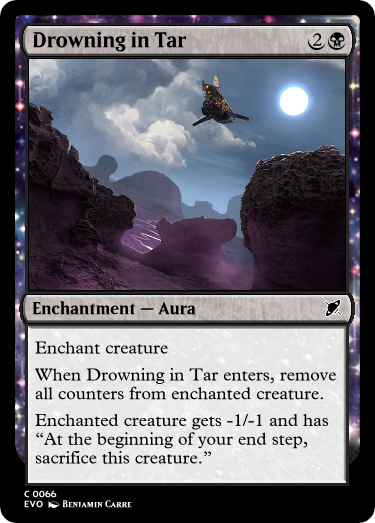 Drowning in Tar 2
Enchantment — Aura
Enchant creature
When Drowning in Tar enters, remove
all counters from enchanted creature.
Enchanted creature gets -1/-1 and has
“At the beginning of your end step,
sacrifice this creature.”
C 0066
EVO Benjamin Carre